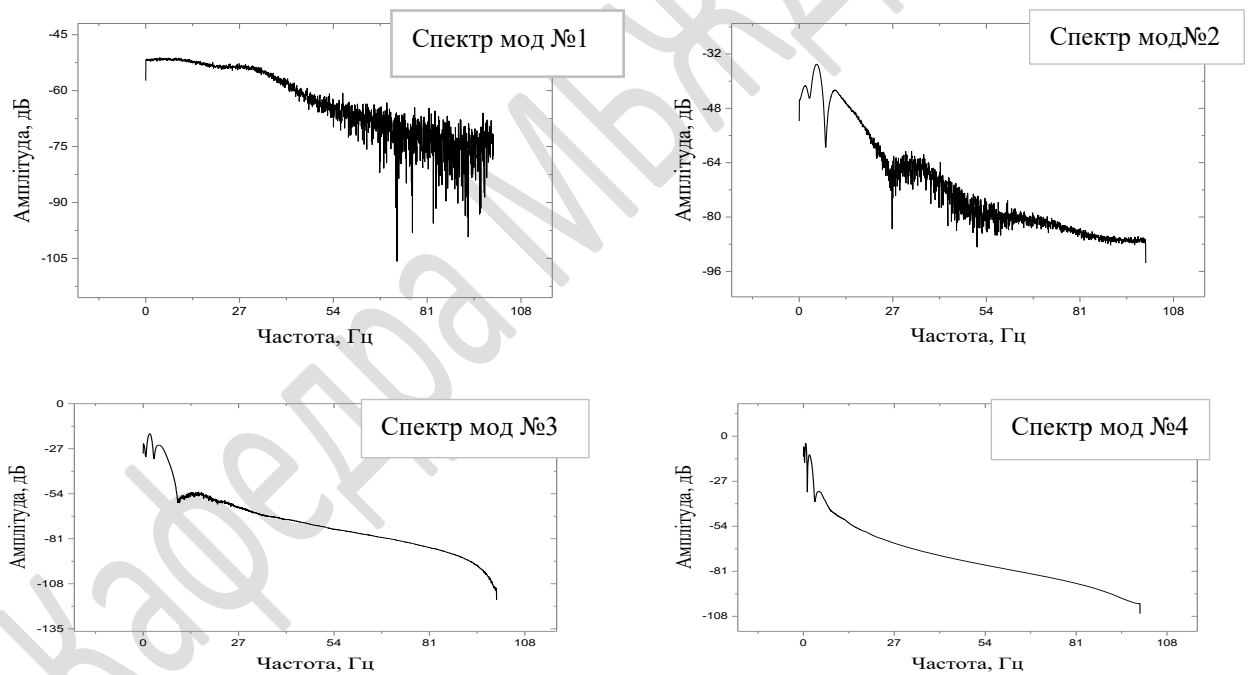 Спектр мод №1
Амплітуда, дБ
-45
-60
-75
-90
-105
0 27 54 81 108
Частота, Гц
Спектр мод№2
Амплітуда, дБ
-32
-48
-64
-80
-96
0 27 54 81 108
Частота, Гц
Спектр мод №3
Амплітуда, дБ
0
-27
-54
-81
-108
-135
0 27 54 81 108
Частота, Гц
Спектр мод №4
Амплітуда, дБ
0
-27
-54
-81
-108
0 27 54 81 108
Частота, Гц
Кафедра